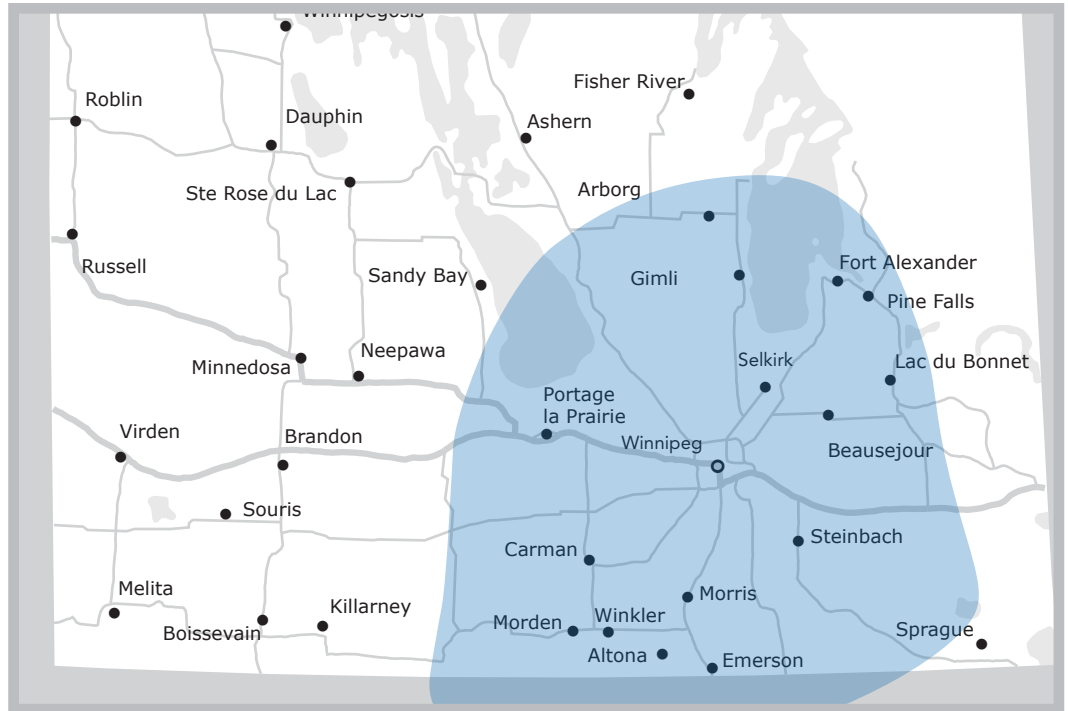 Winnipegosis
Fisher River
Roblin
Dauphin
Ashern
Ste Rose du Lac
Arborg
Russell
Sandy Bay
Gimli
Fort Alexander
Pine Falls
Minnedosa
Neepawa
Selkirk
Lac du Bonnet
Portage
la Prairie
Virden
Brandon
Winnipeg
Beausejour
Souris
Steinbach
Carman
Melita
Killarney
Boissevain
Morris
Morden
Winkler
Sprague
Altona
Emerson